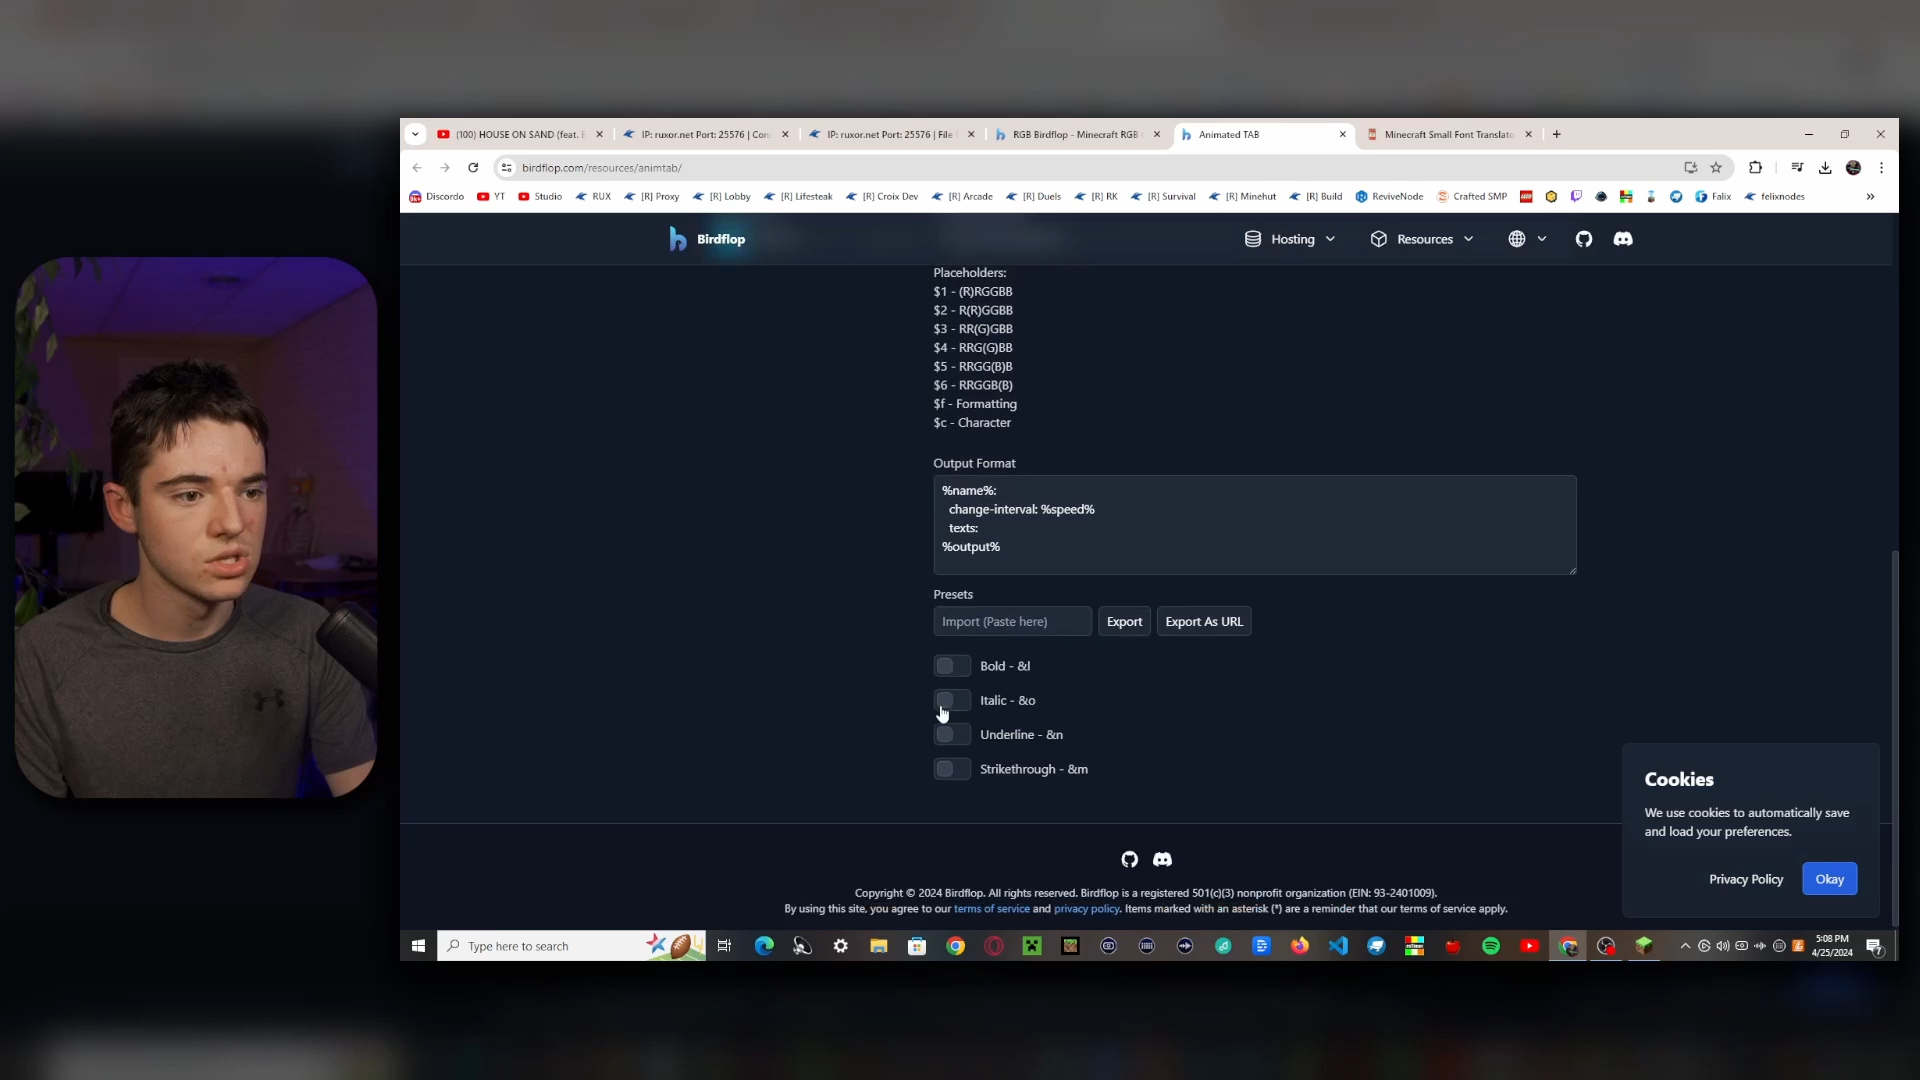 (100) HOUSE ON SAND (feat. E
IP: ruxor.net Port: 25576 | Con
IP: ruxor.net Port: 25576 | File
RGB Birdflop - Minecraft RGB
Animated TAB
Minecraft Small Font Translato
birdflop.com/resources/animtab/
Discordo
YT
Studio
RUX
[R] Proxy
[R] Lobby
[R] Lifesteak
[R] Croix Dev
[R] Arcade
[R] Duels
[R] RK
[R] Survival
[R] Minehut
[R] Build
ReviveNode
Crafted SMP
Falix
felixnodes
Birdflop
Hosting
Resources
Placeholders:
$1 - (R)RGGBB
$2 - R(R)GGBB
$3 - RR(G)GBB
$4 - RRG(G)BB
$5 - RRGG(B)B
$6 - RRGGB(B)
$f - Formatting
$c - Character
Output Format
%name%:
change-interval: %speed%
texts:
%output%
Presets
Import (Paste here)
Export
Export As URL
Bold - &l
Italic - &o
Underline - &n
Strikethrough - &m
Cookies
We use cookies to automatically save
and load your preferences.
Privacy Policy
Okay
Copyright © 2024 Birdflop. All rights reserved. Birdflop is a registered 501(c)(3) nonprofit organization (EIN: 93-2401009).
By using this site, you agree to our terms of service and privacy policy. Items marked with an asterisk (*) are a reminder that our terms of service apply.
Type here to search
5:08 PM
4/25/2024